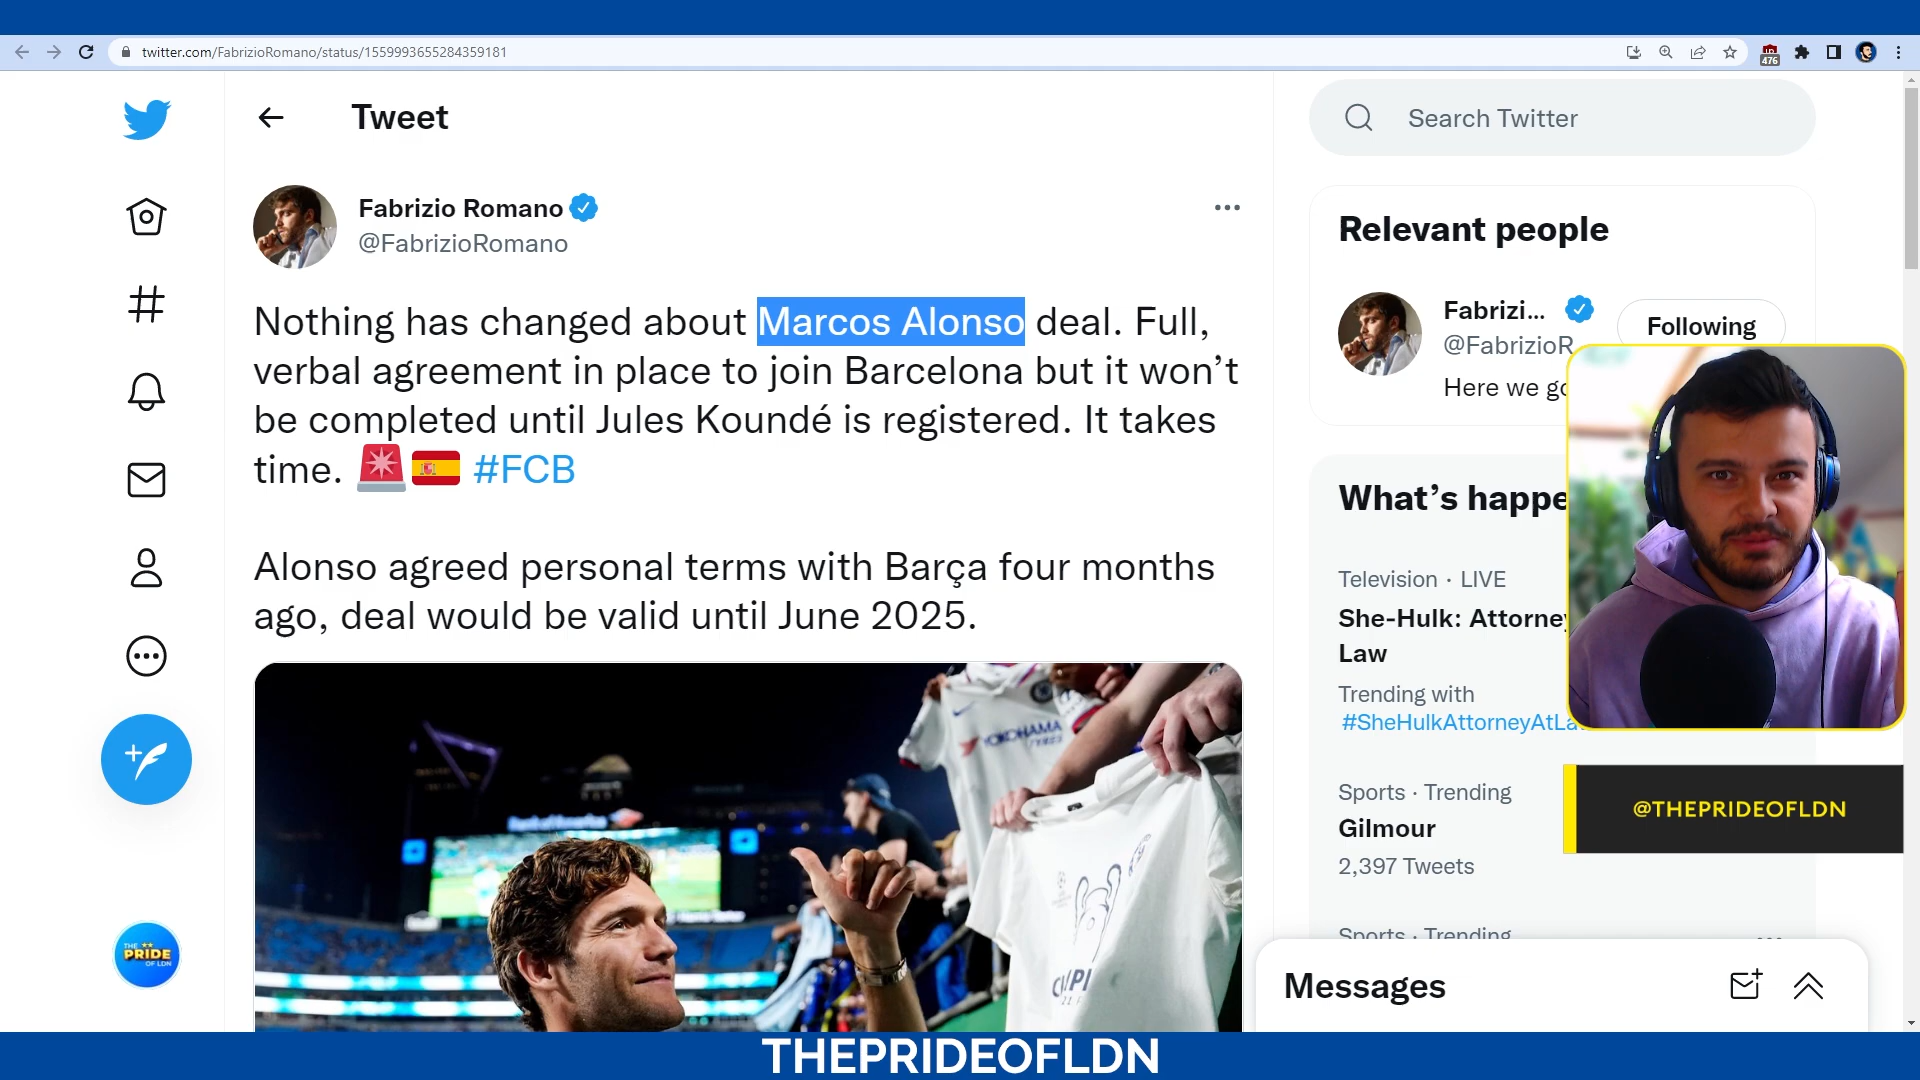 twitter.com/FabrizioRomano/status/1559993655284359181
476
Tweet
Search Twitter
Fabrizio Romano
@FabrizioRomano
Nothing has changed about Marcos Alonso deal. Full,
verbal agreement in place to join Barcelona but it won’t
be completed until Jules Koundé is registered. It takes
time. 🚨🇪🇸 #FCB
Alonso agreed personal terms with Barça four months
ago, deal would be valid until June 2025.
YOKOHAMA
Relevant people
Fabrizi...
@FabrizioR
Following
Here we go
What’s happe
Television · LIVE
She-Hulk: Attorney
Law
Trending with
#SheHulkAttorneyAtLa
Sports · Trending
Gilmour
2,397 Tweets
Sports · Trending
@THEPRIDEOFLDN
THE
PRIDE
OF LDN
Messages
THEPRIDEOFLDN